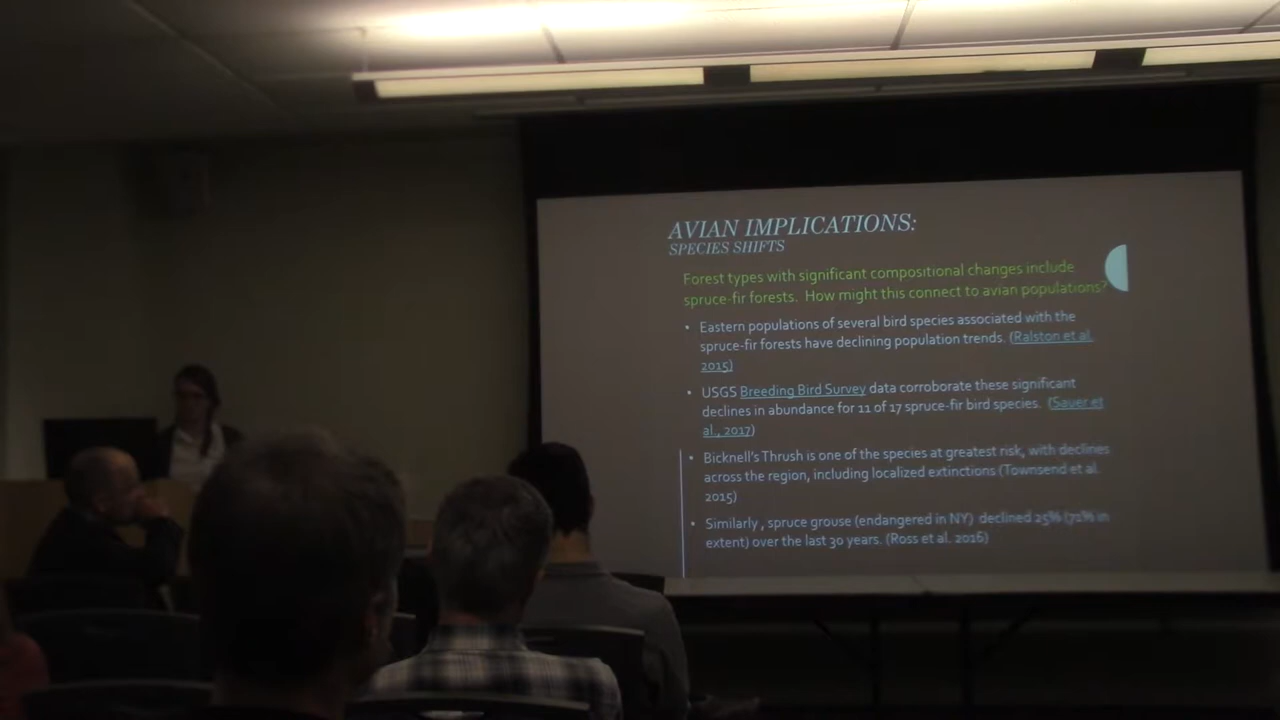 AVIAN IMPLICATIONS:
SPECIES SHIFTS
Forest types with significant compositional changes include
spruce-fir forests. How might this connect to avian populations?
• Eastern populations of several bird species associated with the
spruce-fir forests have declining population trends. (Ralston et al.
2015)
• USGS Breeding Bird Survey data corroborate these significant
declines in abundance for 11 of 17 spruce-fir bird species. (Sauer et
al., 2017)
• Bicknell's Thrush is one of the species at greatest risk, with declines
across the region, including localized extinctions (Townsend et al.
2015)
• Similarly, spruce grouse (endangered in NY) declined 25% (71% in
extent) over the last 30 years. (Ross et al. 2016)